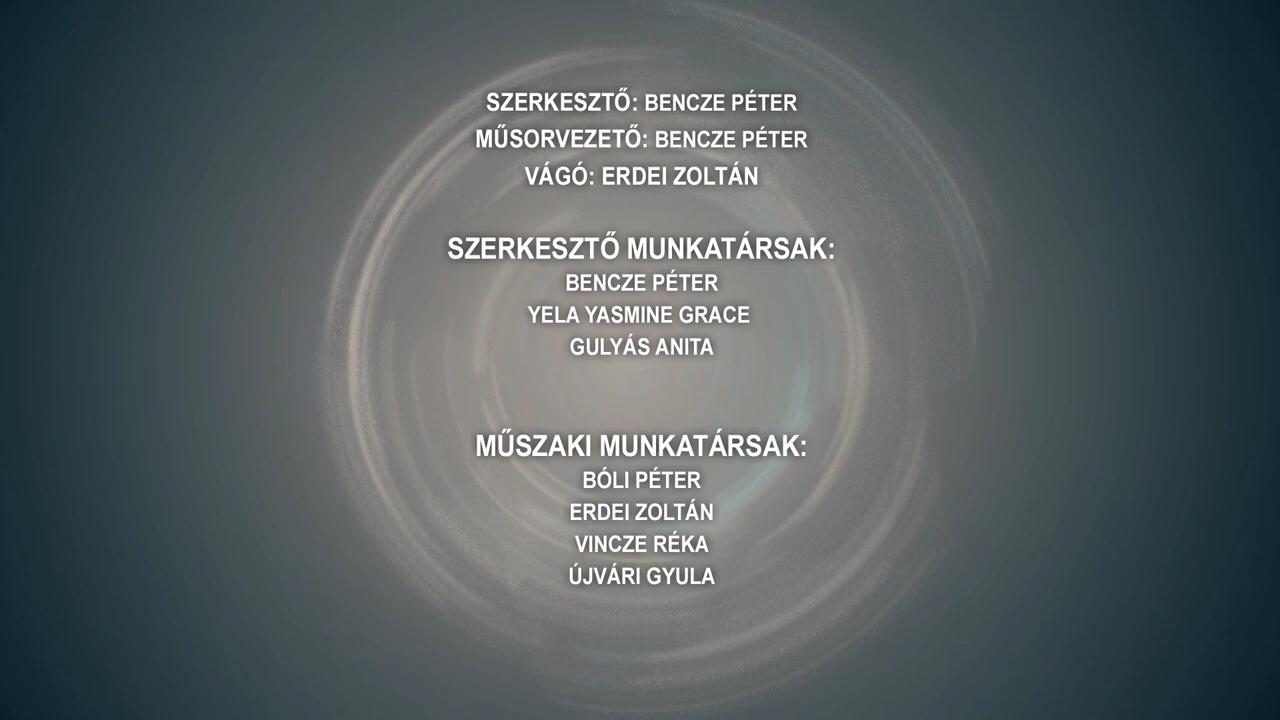 SZERKESZTŐ: BENCZE PÉTER
MŰSORVEZETŐ: BENCZE PÉTER
VÁGÓ: ERDEI ZOLTÁN
SZERKESZTŐ MUNKATÁRSAK:
BENCZE PÉTER
YELA YASMINE GRACE
GULYÁS ANITA
MŰSZAKI MUNKATÁRSAK:
BÓLI PÉTER
ERDEI ZOLTÁN
VINCZE RÉKA
ÚJVÁRI GYULA